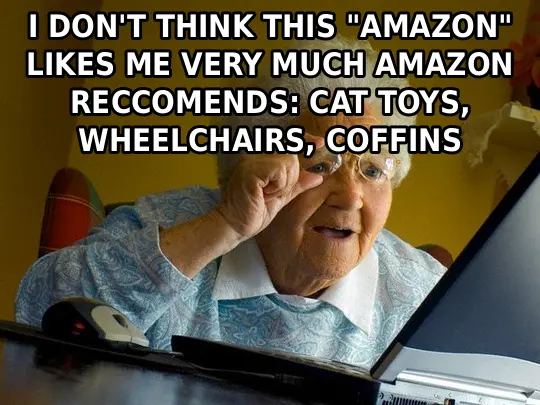 I DON'T THINK THIS "AMAZON"
LIKES ME VERY MUCH AMAZON
RECCOMENDS: CAT TOYS,
WHEELCHAIRS, COFFINS